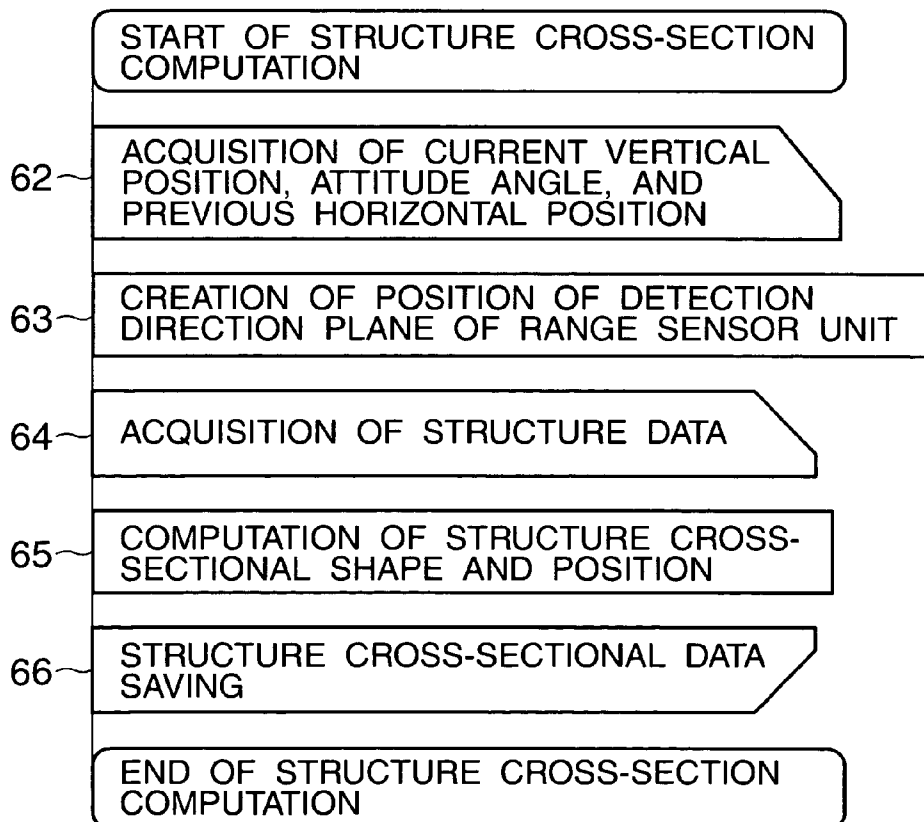 START OF STRUCTURE CROSS-SECTION
COMPUTATION
62
ACQUISITION OF CURRENT VERTICAL
POSITION, ATTITUDE ANGLE, AND
PREVIOUS HORIZONTAL POSITION
63
CREATION OF POSITION OF DETECTION
DIRECTION PLANE OF RANGE SENSOR UNIT
64
ACQUISITION OF STRUCTURE DATA
65
COMPUTATION OF STRUCTURE CROSS-
SECTIONAL SHAPE AND POSITION
66
STRUCTURE CROSS-SECTIONAL DATA
SAVING
END OF STRUCTURE CROSS-SECTION
COMPUTATION